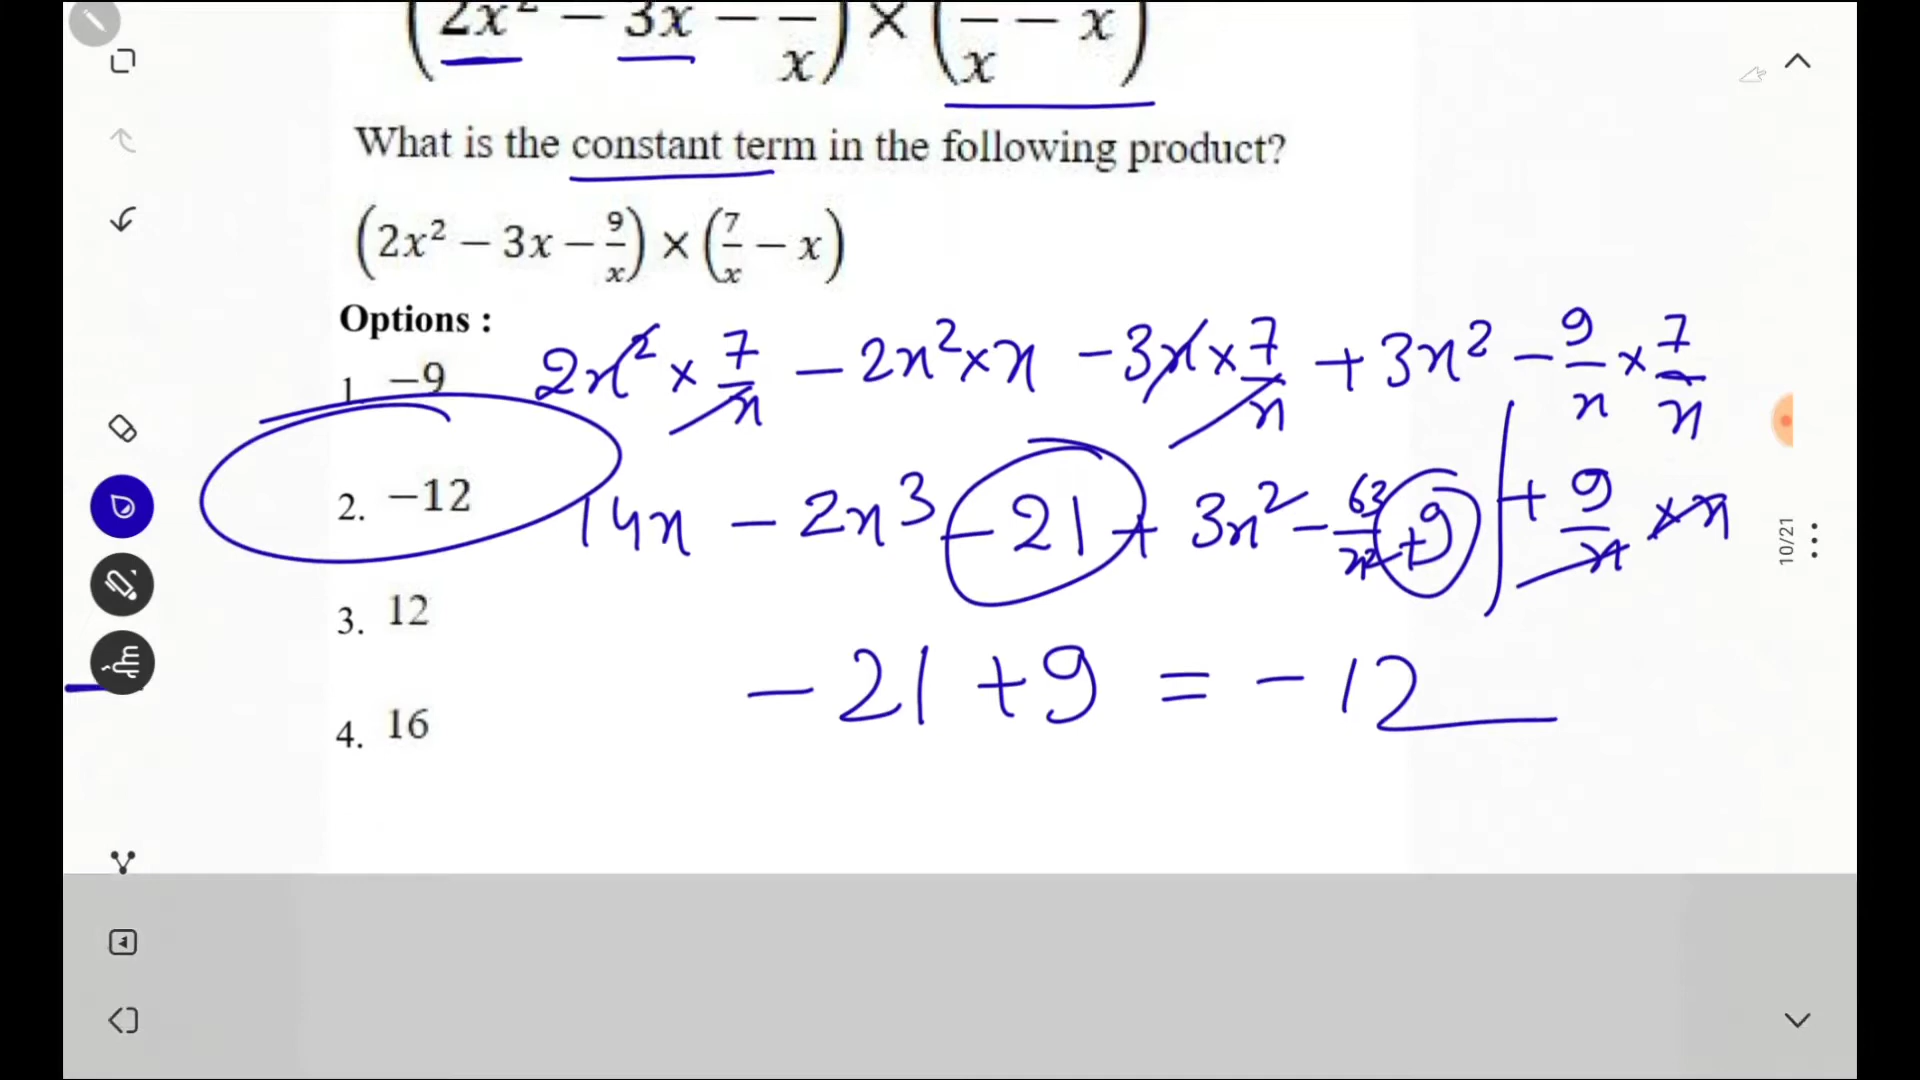 (2x² − 3x − −/x) × (−/x − x)
What is the constant term in the following product?
(2x² − 3x − 9/x) × (7/x − x)
Options :
1. −9
2x² × 7/x − 2x² × x − 3x × 7/x + 3x² − 9/x × 7/x
2. −12
14x − 2x³ − 21 + 3x² − 63/x² + 9 | + 9/x × x
3. 12
−21 + 9 = −12
4. 16
10/21